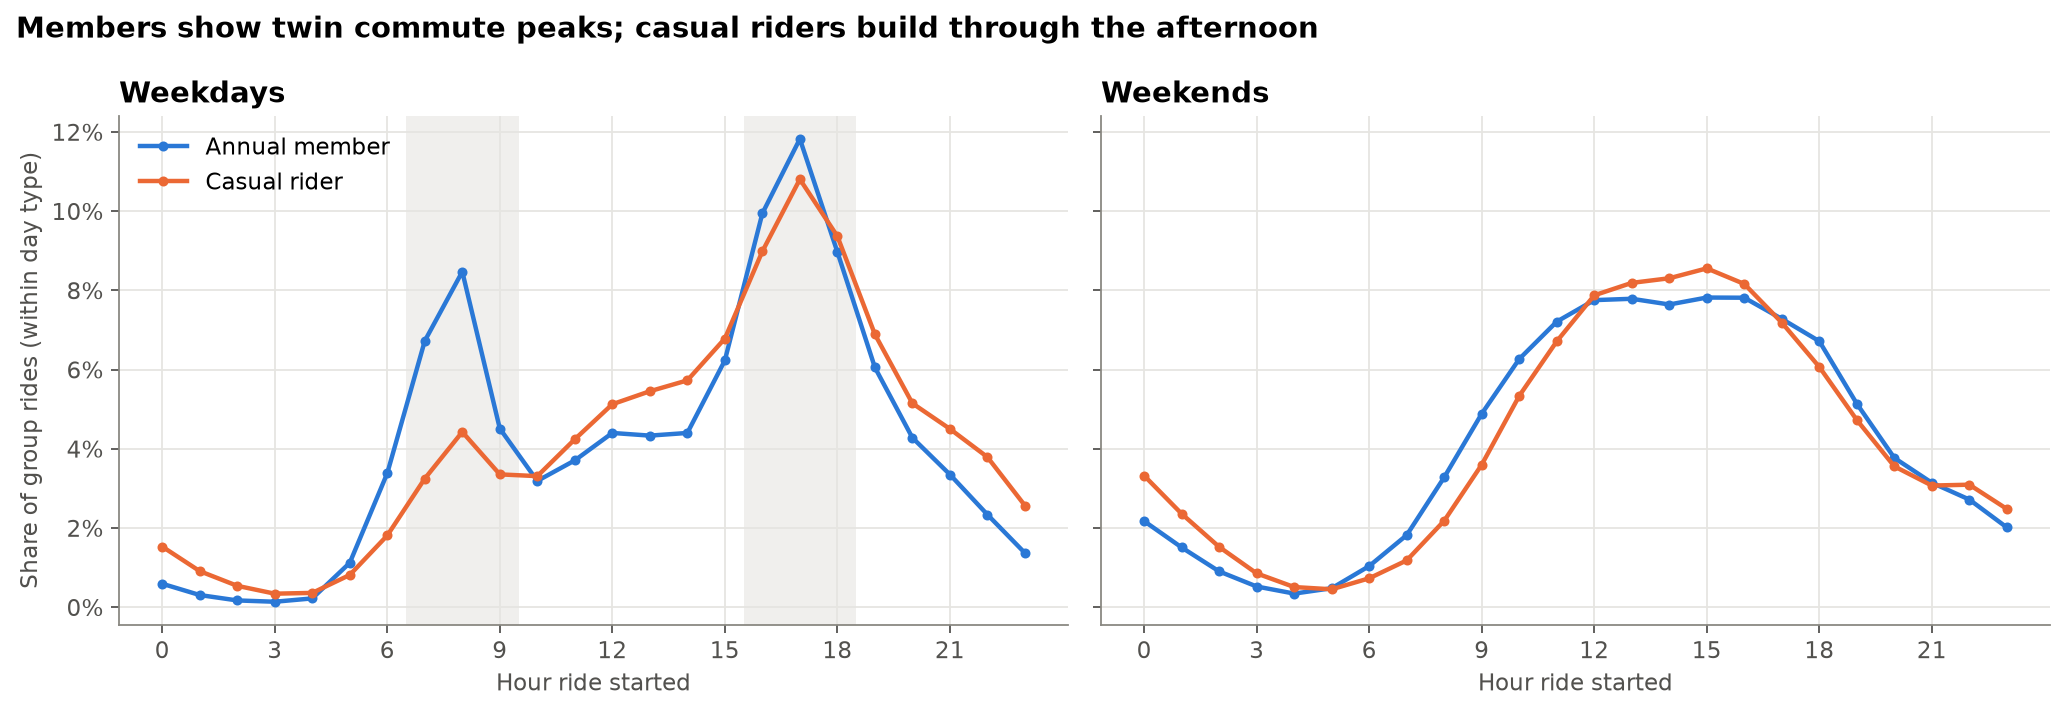 Members show twin commute peaks; casual riders build through the afternoon
Weekdays
Weekends
Annual member
Casual rider
Share of group rides (within day type)
12%
10%
8%
6%
4%
2%
0%
0 3 6 9 12 15 18 21
0 3 6 9 12 15 18 21
Hour ride started
Hour ride started